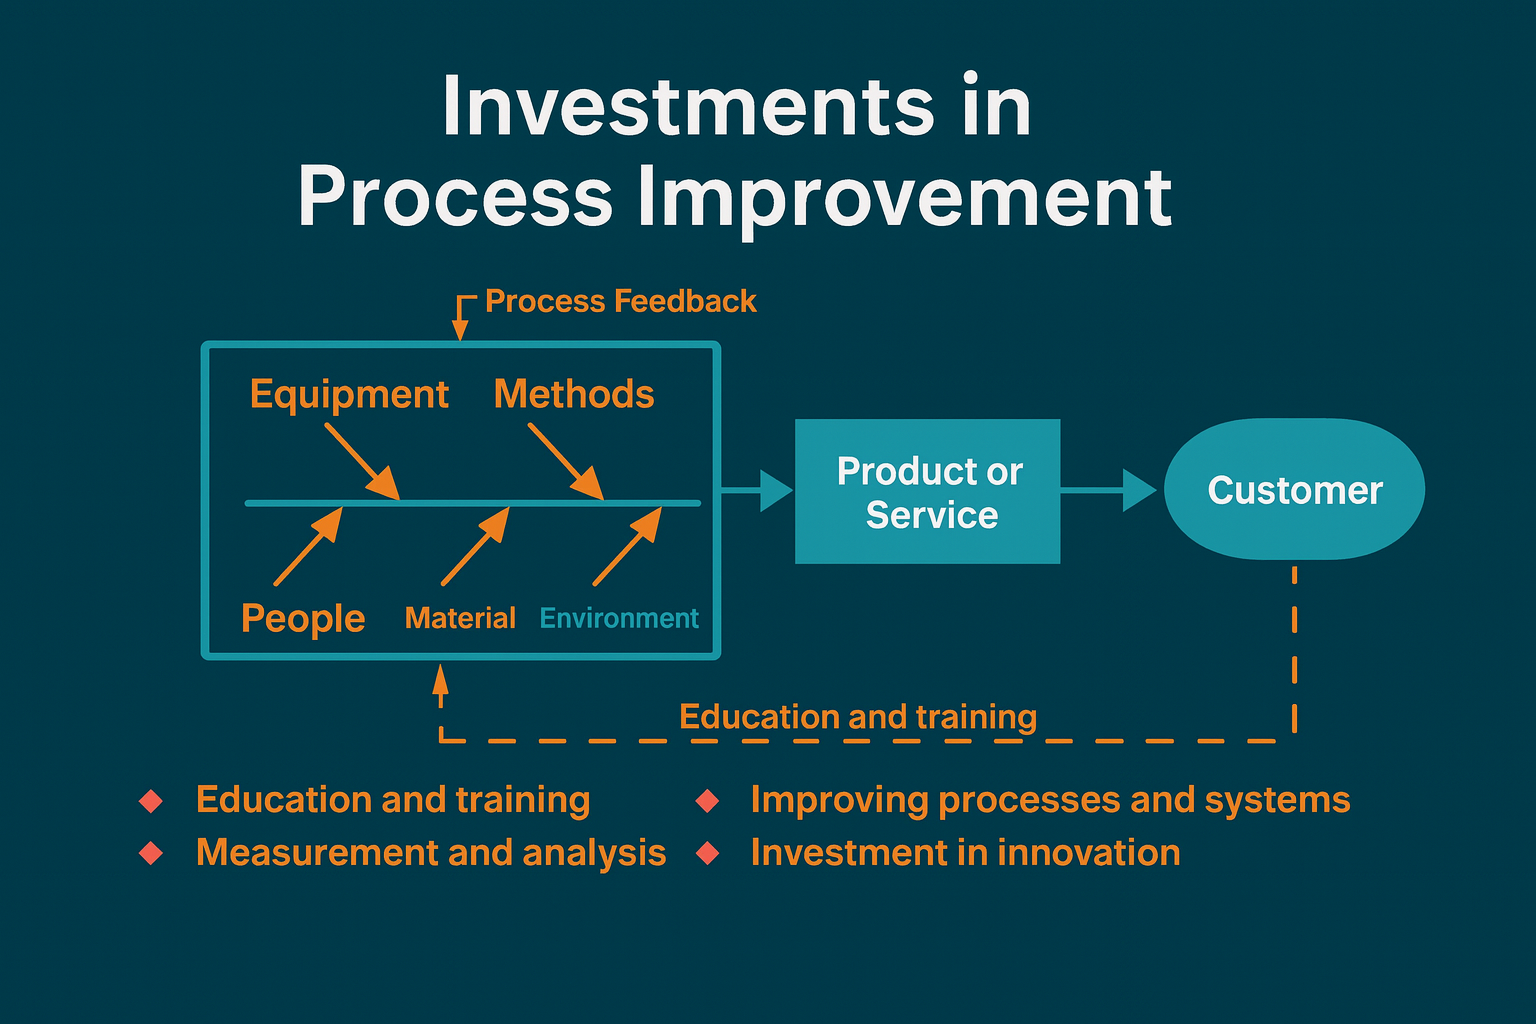 Investments in
Process Improvement
Process Feedback
Equipment Methods
People Material Environment
Product or
Service
Customer
Education and training
Education and training
Measurement and analysis
Improving processes and systems
Investment in innovation